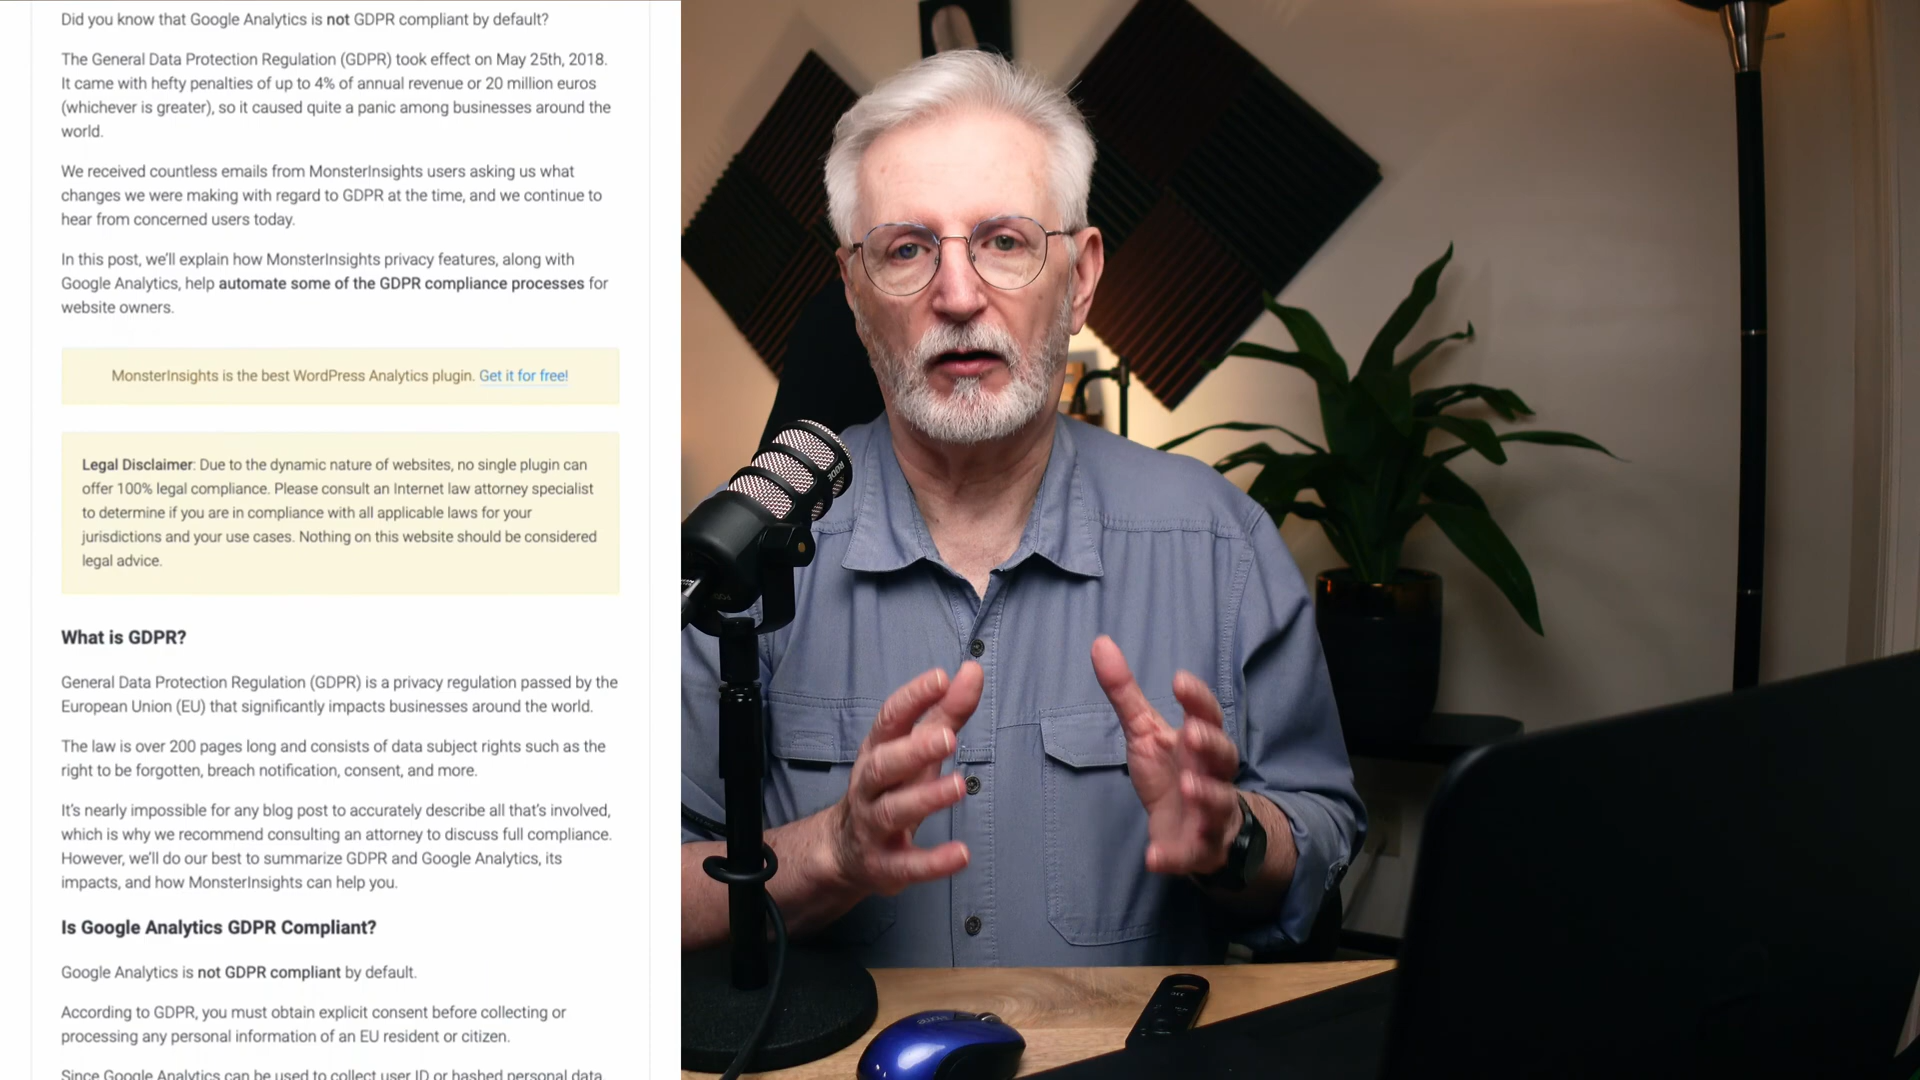 Did you know that Google Analytics is not GDPR compliant by default?
The General Data Protection Regulation (GDPR) took effect on May 25th, 2018.
It came with hefty penalties of up to 4% of annual revenue or 20 million euros
(whichever is greater), so it caused quite a panic among businesses around the
world.
We received countless emails from MonsterInsights users asking us what
changes we were making with regard to GDPR at the time, and we continue to
hear from concerned users today.
In this post, we'll explain how MonsterInsights privacy features, along with
Google Analytics, help automate some of the GDPR compliance processes for
website owners.
MonsterInsights is the best WordPress Analytics plugin. Get it for free!
Legal Disclaimer: Due to the dynamic nature of websites, no single plugin can
offer 100% legal compliance. Please consult an Internet law attorney specialist
to determine if you are in compliance with all applicable laws for your
jurisdictions and your use cases. Nothing on this website should be considered
legal advice.
What is GDPR?
General Data Protection Regulation (GDPR) is a privacy regulation passed by the
European Union (EU) that significantly impacts businesses around the world.
The law is over 200 pages long and consists of data subject rights such as the
right to be forgotten, breach notification, consent, and more.
It's nearly impossible for any blog post to accurately describe all that's involved,
which is why we recommend consulting an attorney to discuss full compliance.
However, we'll do our best to summarize GDPR and Google Analytics, its
impacts, and how MonsterInsights can help you.
Is Google Analytics GDPR Compliant?
Google Analytics is not GDPR compliant by default.
According to GDPR, you must obtain explicit consent before collecting or
processing any personal information of an EU resident or citizen.
Since Google Analytics can be used to collect user ID or hashed personal data,
RODE